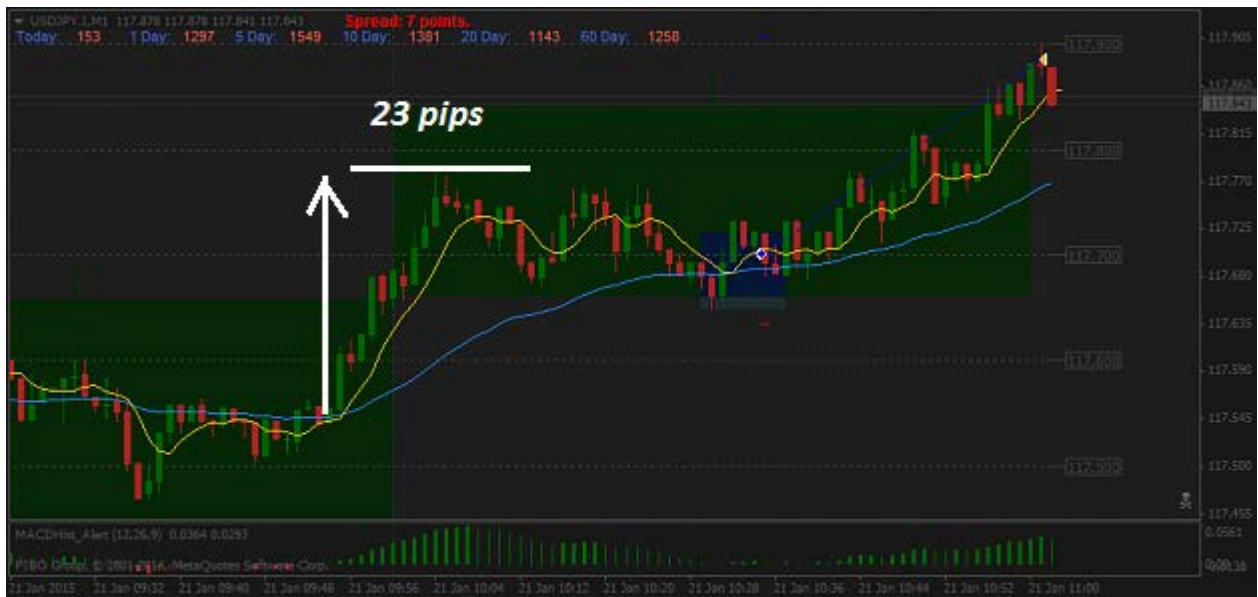 USDJPY.I,M1 117.878 117.878 117.841 117.843
Spread: 7 points.
Today: 153 1 Day: 1297 5 Day: 1549 10 Day: 1381 20 Day: 1143 60 Day: 1258
23 pips
117.900
117.800
117.700
117.600
117.500
117.905
117.860
117.843
117.815
117.770
117.725
117.680
117.635
117.590
117.545
117.500
117.455
MACDHist_Alert (12,26,9) 0.0364 0.0293
0.0561
MetaQuotes Software Corp.
21 Jan 2015 21 Jan 09:32 21 Jan 09:40 21 Jan 09:48 21 Jan 09:56 21 Jan 10:04 21 Jan 10:12 21 Jan 10:20 21 Jan 10:28 21 Jan 10:36 21 Jan 10:44 21 Jan 10:52 21 Jan 11:00